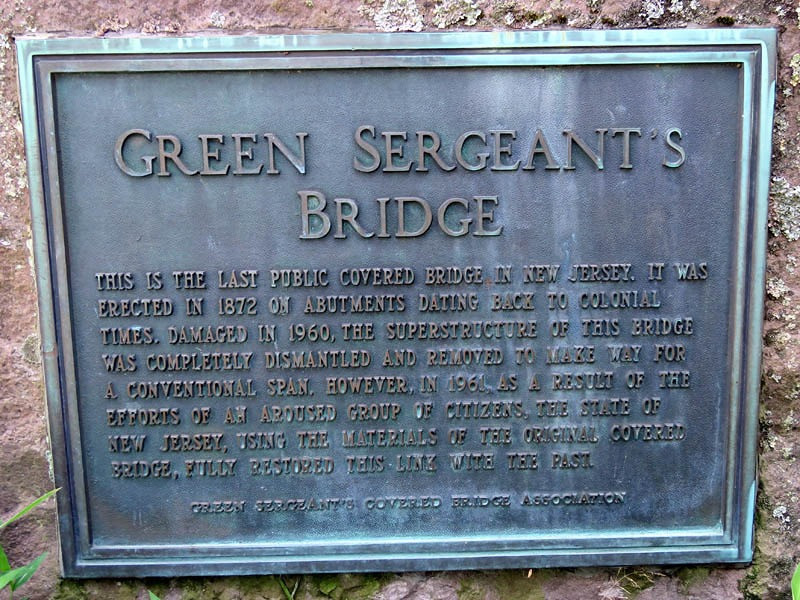 GREEN SERGEANT'S
BRIDGE
THIS IS THE LAST PUBLIC COVERED BRIDGE IN NEW JERSEY. IT WAS
ERECTED IN 1872 ON ABUTMENTS DATING BACK TO COLONIAL
TIMES. DAMAGED IN 1960, THE SUPERSTRUCTURE OF THIS BRIDGE
WAS COMPLETELY DISMANTLED AND REMOVED TO MAKE WAY FOR
A CONVENTIONAL SPAN. HOWEVER, IN 1961, AS A RESULT OF THE
EFFORTS OF AN AROUSED GROUP OF CITIZENS, THE STATE OF
NEW JERSEY, USING THE MATERIALS OF THE ORIGINAL COVERED
BRIDGE, FULLY RESTORED THIS LINK WITH THE PAST.
GREEN SERGEANT'S COVERED BRIDGE ASSOCIATION